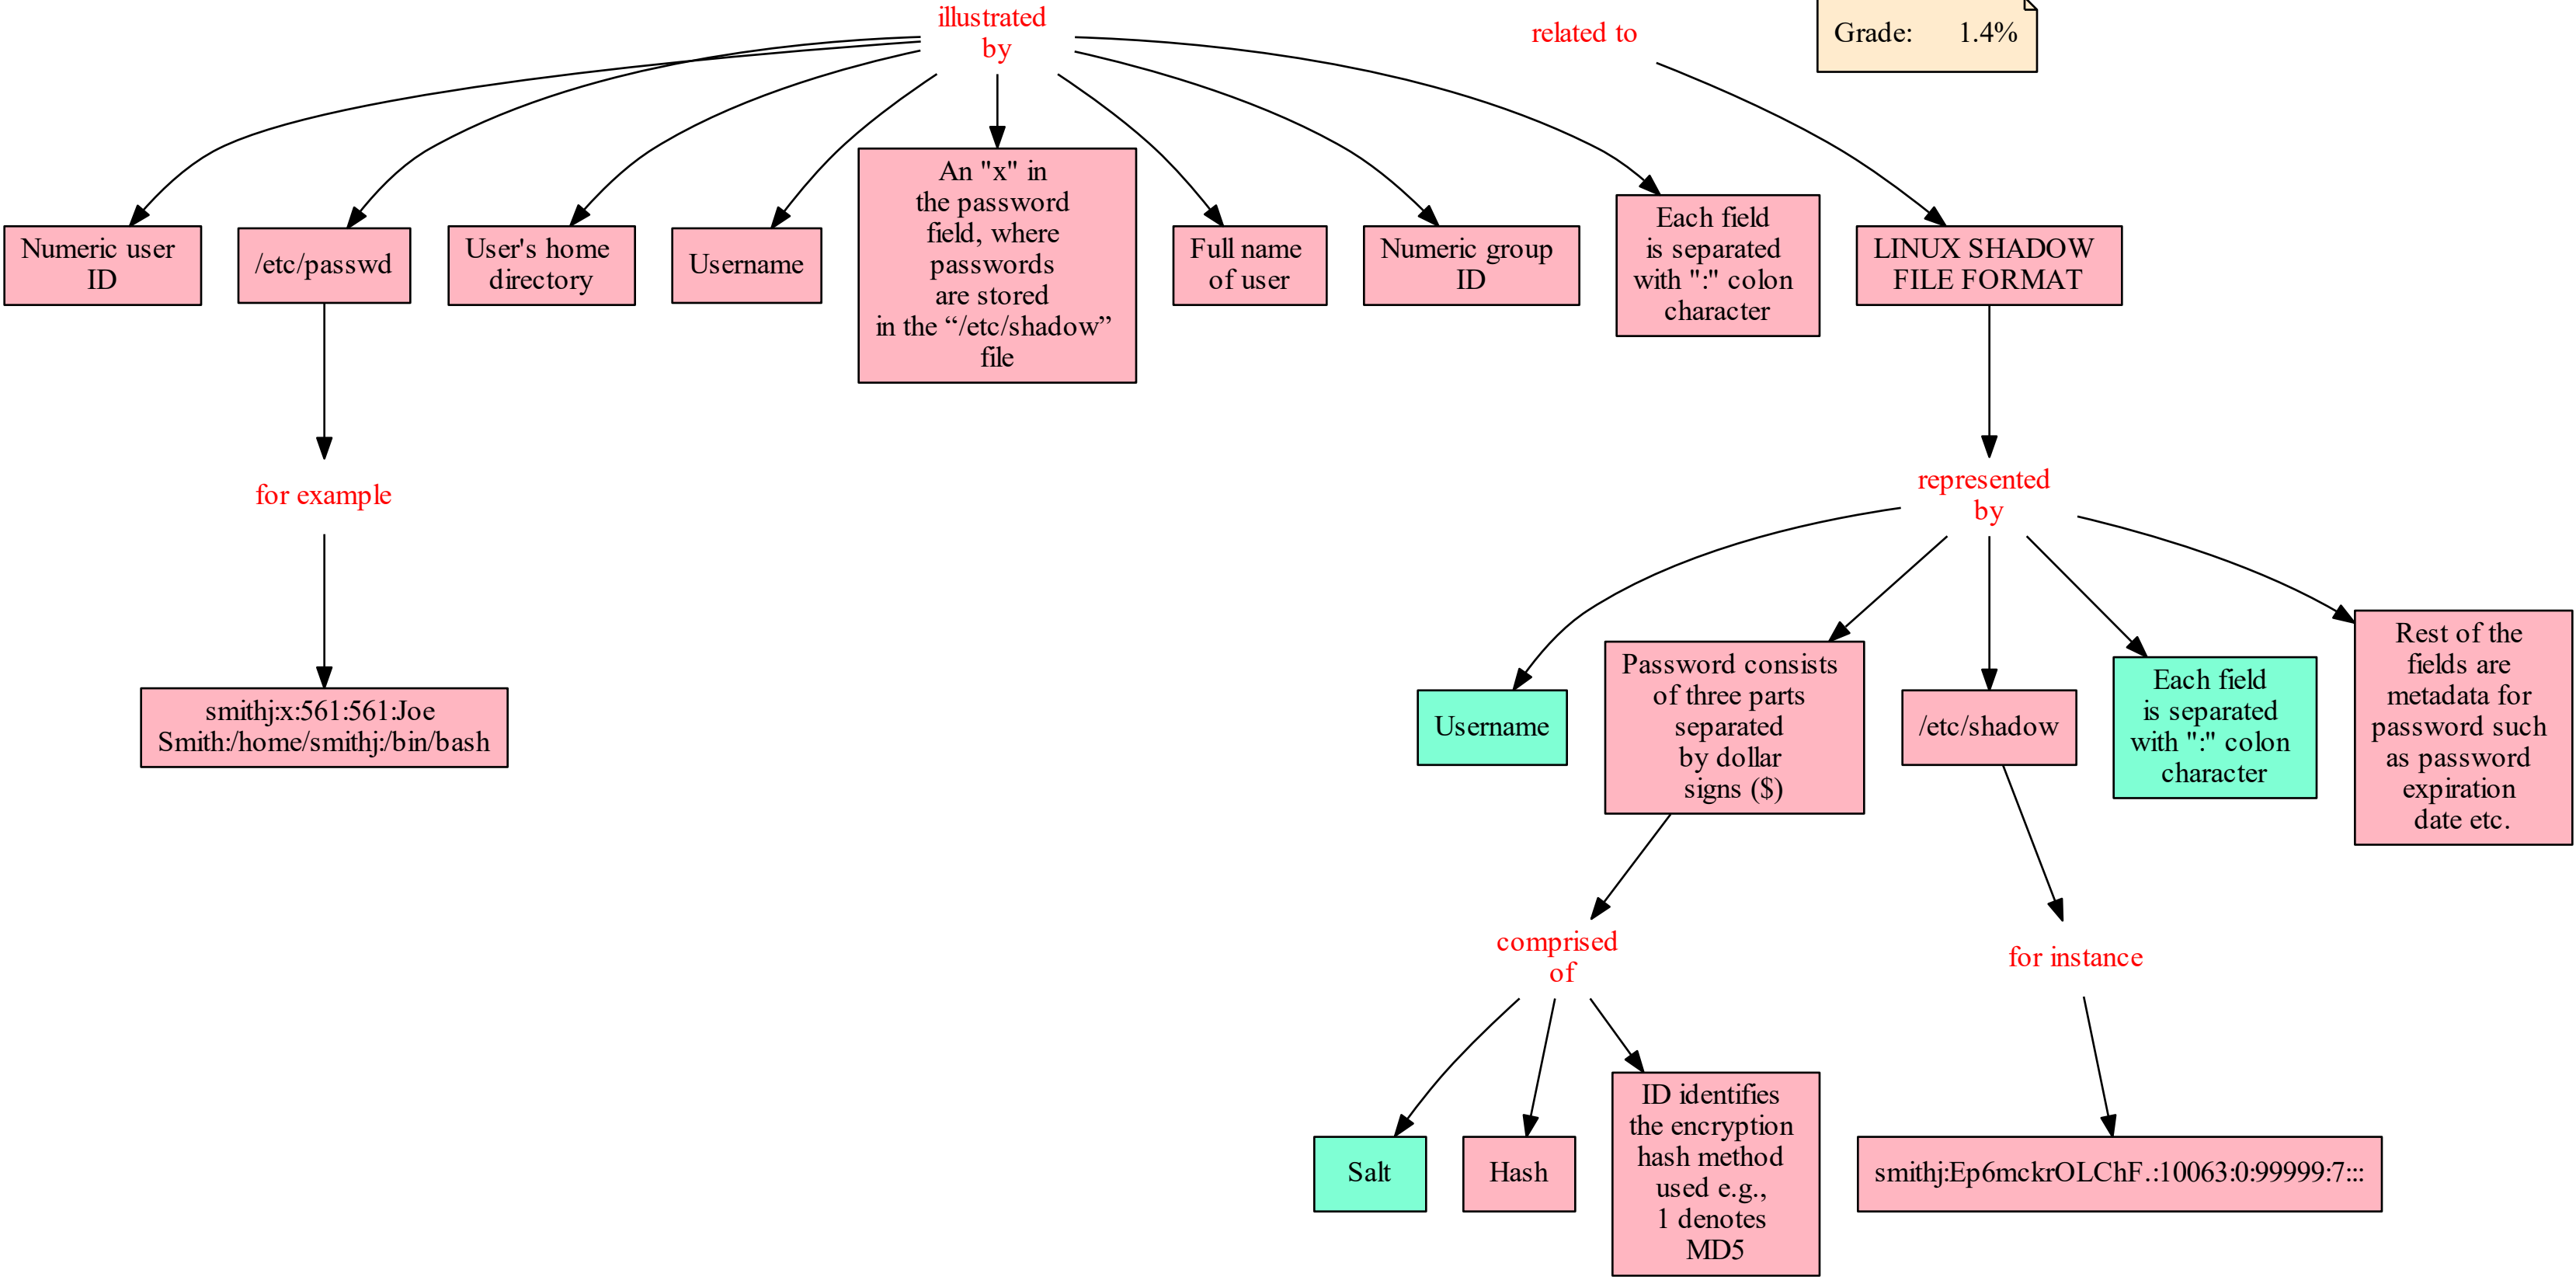 illustrated
by
related to
Grade: 1.4%
Numeric user
ID
/etc/passwd
User's home
directory
Username
An "x" in
the password
field, where
passwords
are stored
in the “/etc/shadow”
file
Full name
of user
Numeric group
ID
Each field
is separated
with ":" colon
character
LINUX SHADOW
FILE FORMAT
for example
represented
by
smithj:x:561:561:Joe
Smith:/home/smithj:/bin/bash
Username
Password consists
of three parts
separated
by dollar
signs ($)
/etc/shadow
Each field
is separated
with ":" colon
character
Rest of the
fields are
metadata for
password such
as password
expiration
date etc.
comprised
of
for instance
Salt
Hash
ID identifies
the encryption
hash method
used e.g.,
1 denotes
MD5
smithj:Ep6mckrOLChF.:10063:0:99999:7:::